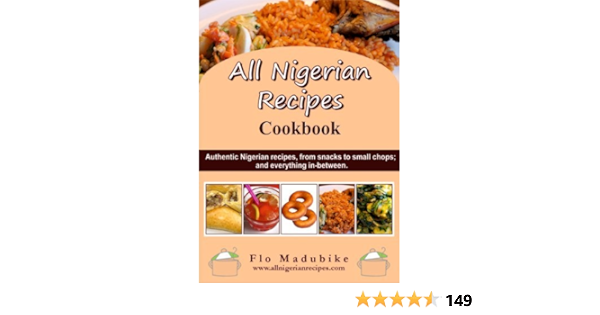 All Nigerian
Recipes
Cookbook
Authentic Nigerian recipes, from snacks to small chops;
and everything in-between.
Flo Madubike
www.allnigerianrecipes.com
149